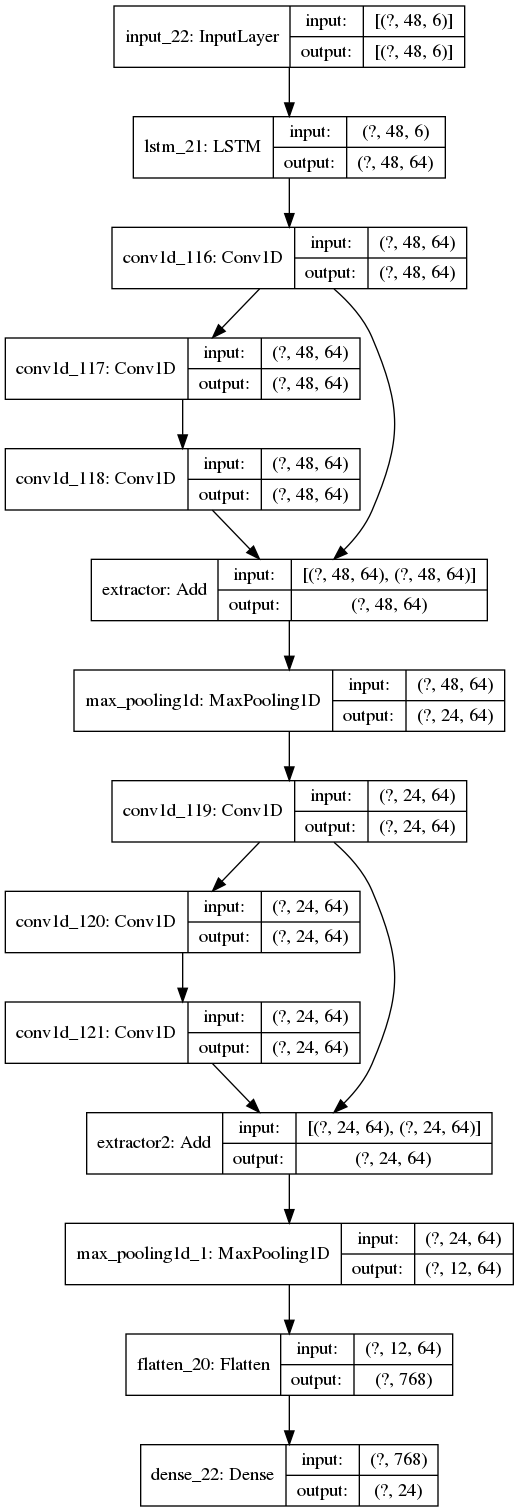 input_22: InputLayer
input: [(?, 48, 6)]
output: [(?, 48, 6)]
lstm_21: LSTM
input: (?, 48, 6)
output: (?, 48, 64)
conv1d_116: Conv1D
input: (?, 48, 64)
output: (?, 48, 64)
conv1d_117: Conv1D
input: (?, 48, 64)
output: (?, 48, 64)
conv1d_118: Conv1D
input: (?, 48, 64)
output: (?, 48, 64)
extractor: Add
input: [(?, 48, 64), (?, 48, 64)]
output: (?, 48, 64)
max_pooling1d: MaxPooling1D
input: (?, 48, 64)
output: (?, 24, 64)
conv1d_119: Conv1D
input: (?, 24, 64)
output: (?, 24, 64)
conv1d_120: Conv1D
input: (?, 24, 64)
output: (?, 24, 64)
conv1d_121: Conv1D
input: (?, 24, 64)
output: (?, 24, 64)
extractor2: Add
input: [(?, 24, 64), (?, 24, 64)]
output: (?, 24, 64)
max_pooling1d_1: MaxPooling1D
input: (?, 24, 64)
output: (?, 12, 64)
flatten_20: Flatten
input: (?, 12, 64)
output: (?, 768)
dense_22: Dense
input: (?, 768)
output: (?, 24)